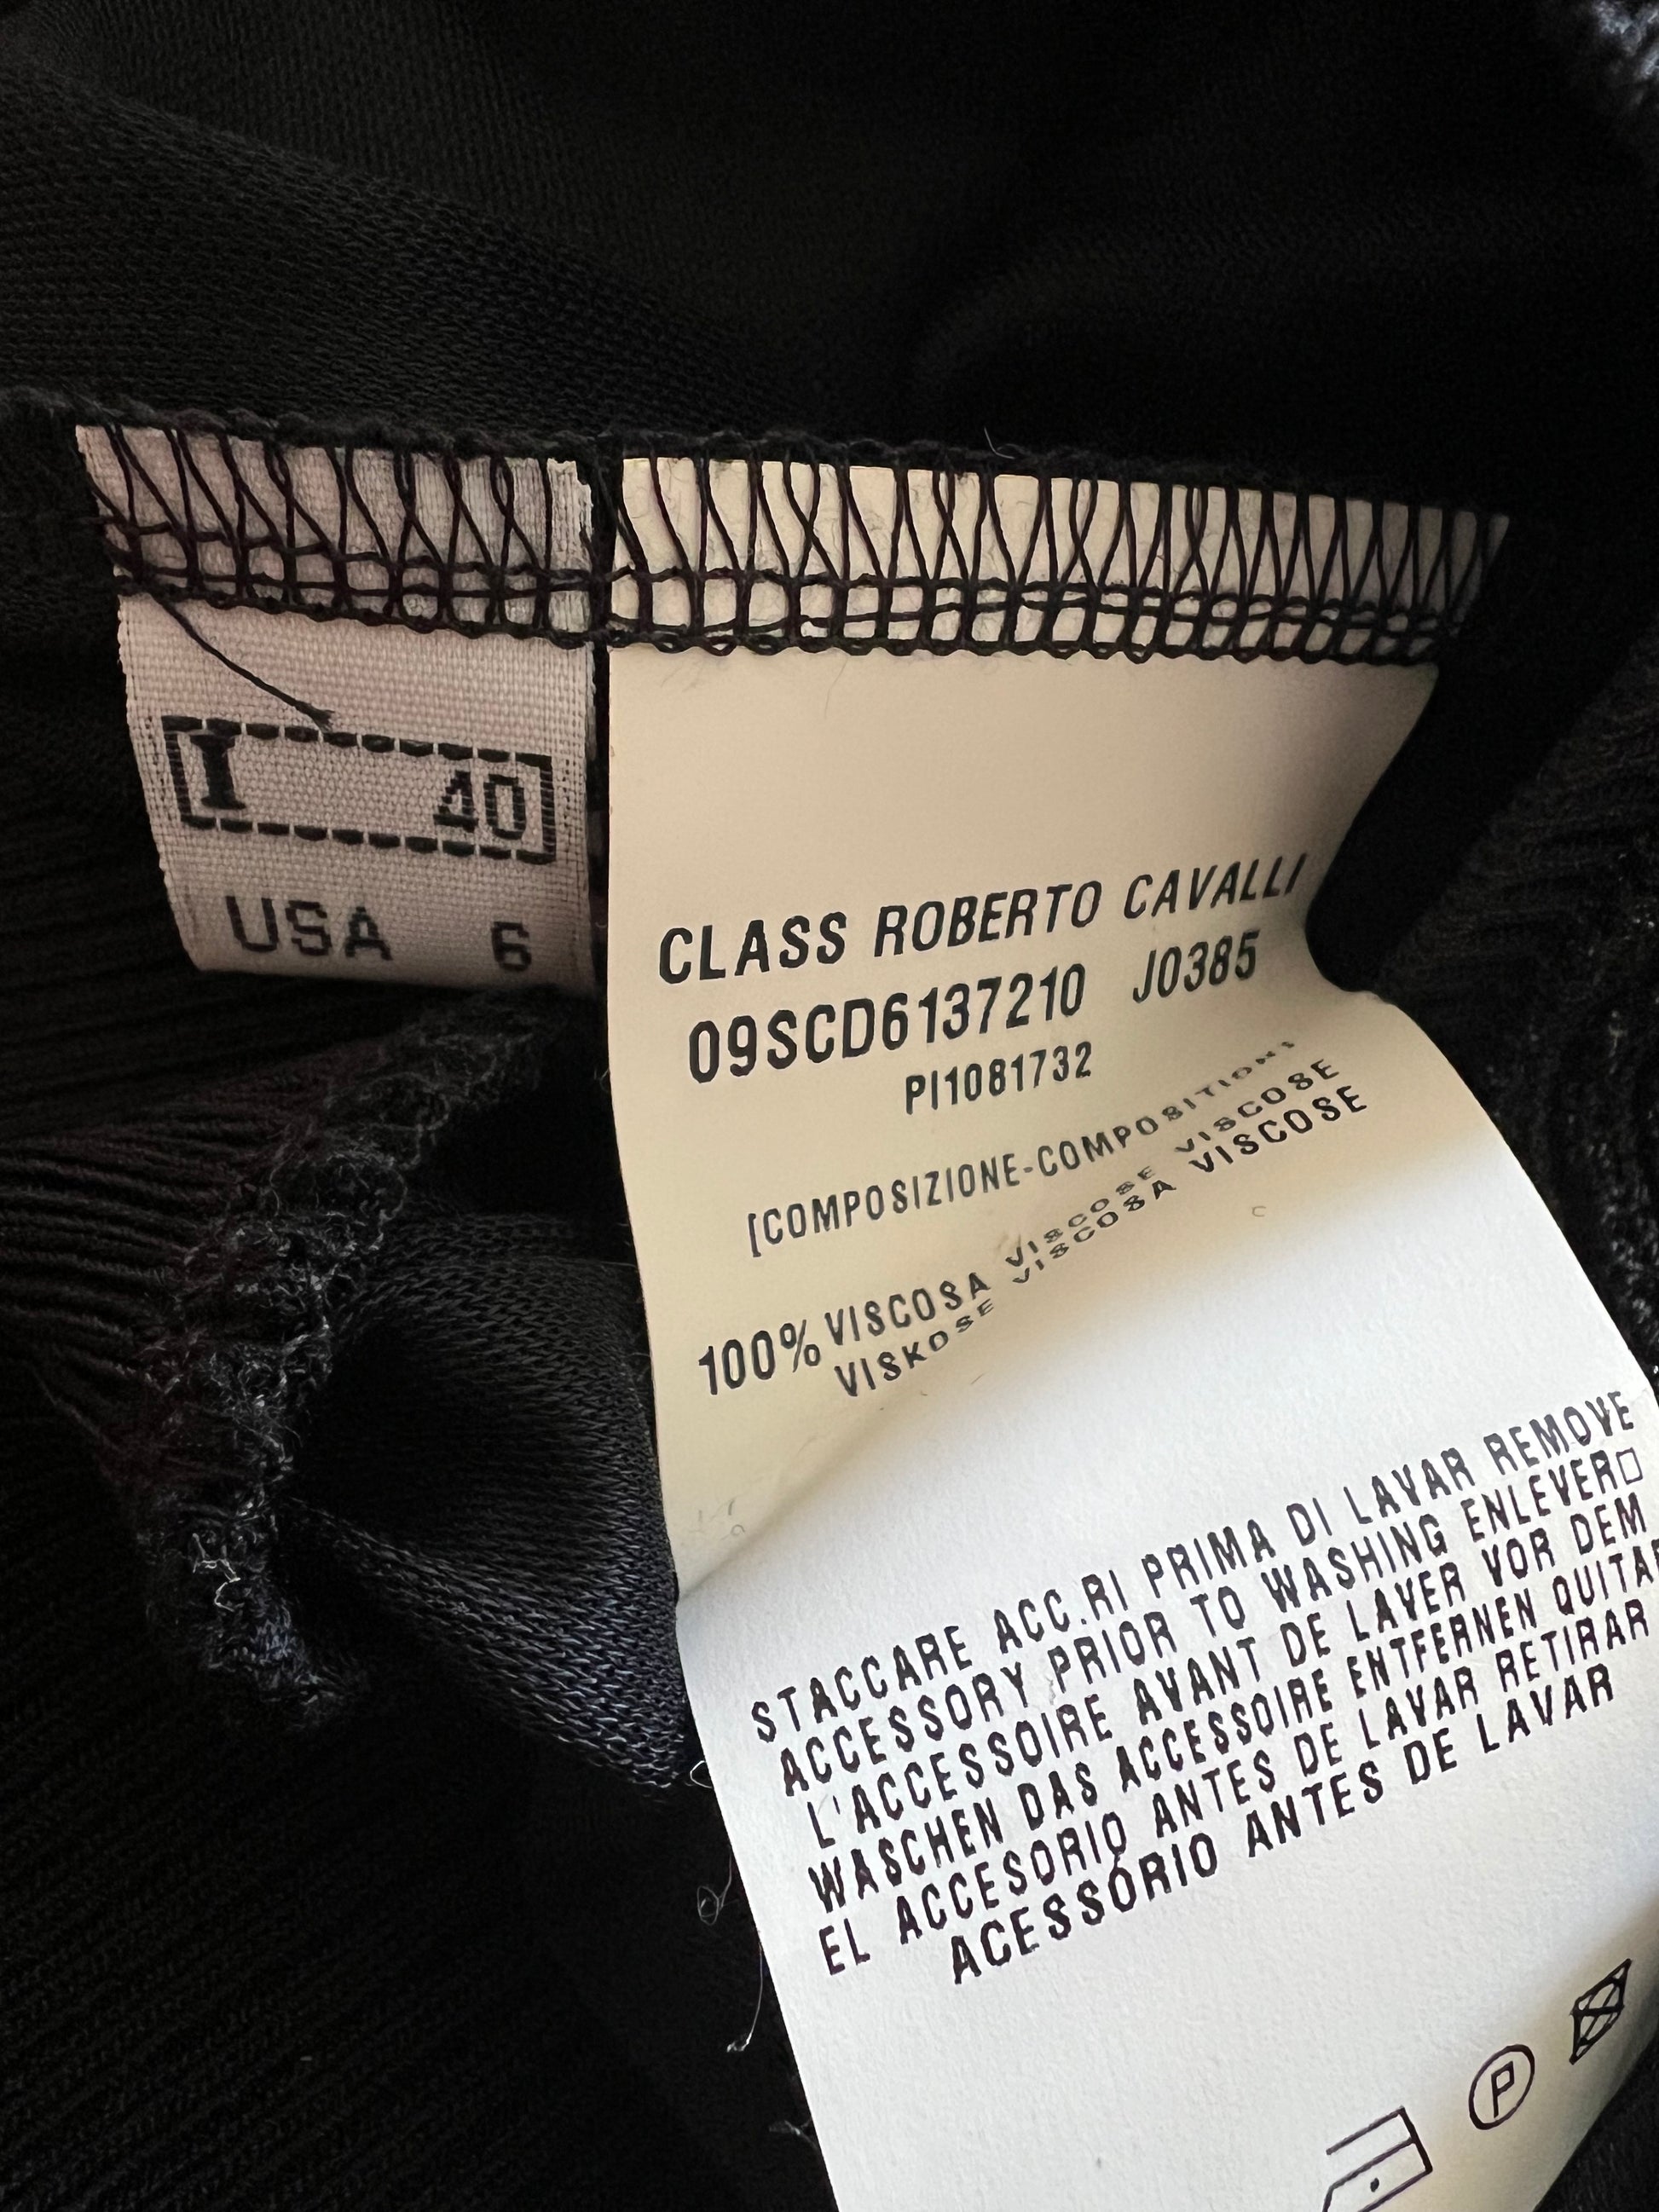 I 40
USA 6
CLASS ROBERTO CAVALLI
09SCD6137210 J0385
PI1081732
[COMPOSIZIONE-COMPOSITION]
100% VISCOSA VISCOSE VISCOSE
VISKOSE VISCOSA VISCOSE
STACCARE ACC.RI PRIMA DI LAVAR REMOVE
ACCESSORY PRIOR TO WASHING ENLEVER□
L'ACCESSOIRE AVANT DE LAVER VOR DEM
WASCHEN DAS ACCESSOIRE ENTFERNEN QUITAR
EL ACCESORIO ANTES DE LAVAR RETIRAR
ACESSÓRIO ANTES DE LAVAR
P